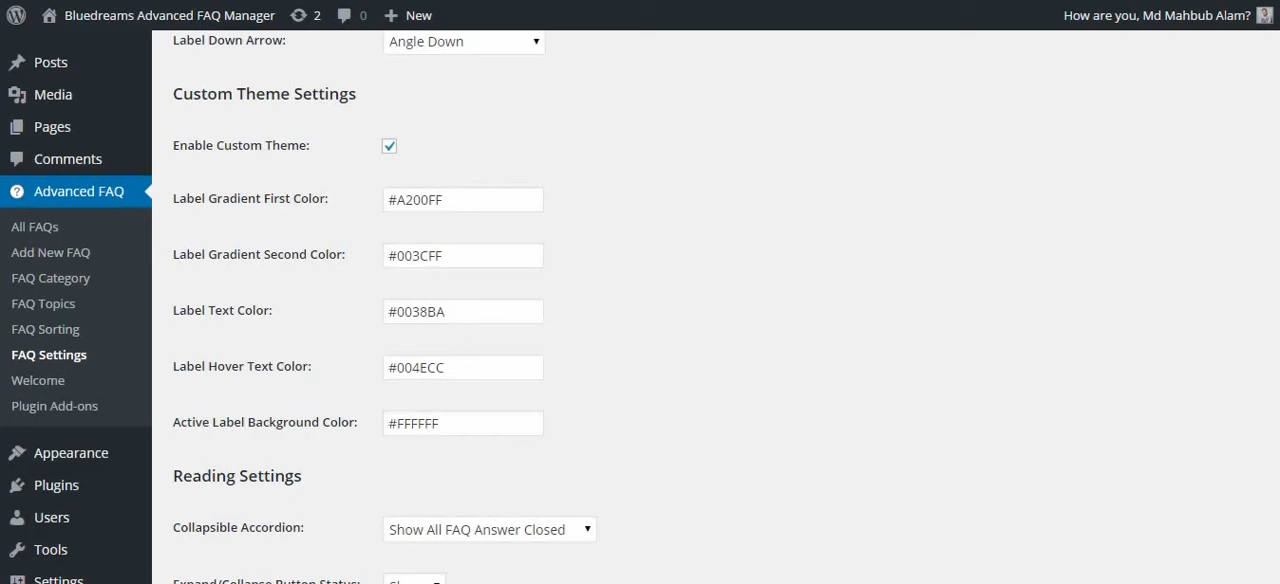 Bluedreams Advanced FAQ Manager 2 0 New How are you, Md Mahbub Alam?
Posts
Media
Pages
Comments
Advanced FAQ
All FAQs
Add New FAQ
FAQ Category
FAQ Topics
FAQ Sorting
FAQ Settings
Welcome
Plugin Add-ons
Appearance
Plugins
Users
Tools
Settings
Label Down Arrow: Angle Down
Custom Theme Settings
Enable Custom Theme:
Label Gradient First Color: #A200FF
Label Gradient Second Color: #003CFF
Label Text Color: #0038BA
Label Hover Text Color: #004ECC
Active Label Background Color: #FFFFFF
Reading Settings
Collapsible Accordion: Show All FAQ Answer Closed
Expand/Collapse Button Status: